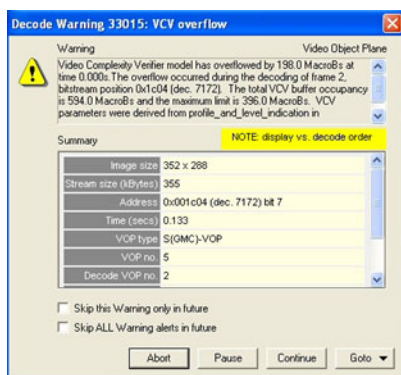 Decode Warning 33015: VCV overflow
Warning Video Object Plane
Video Complexity Verifier model has overflowed by 198.0 MacroBs at
time 0.000s.The overflow occurred during the decoding of frame 2,
bitstream position 0x1c04 (dec. 7172). The total VCV buffer occupancy
is 594.0 MacroBs and the maximum limit is 396.0 MacroBs. VCV
parameters were derived from profile_and_level_indication in
Summary NOTE: display vs. decode order
Image size 352 x 288
Stream size (kBytes) 355
Address 0x001c04 (dec. 7172) bit 7
Time (secs) 0.133
VOP type S(GMC)-VOP
VOP no. 5
Decode VOP no. 2
Skip this Warning only in future
Skip ALL Warning alerts in future
Abort Pause Continue Goto